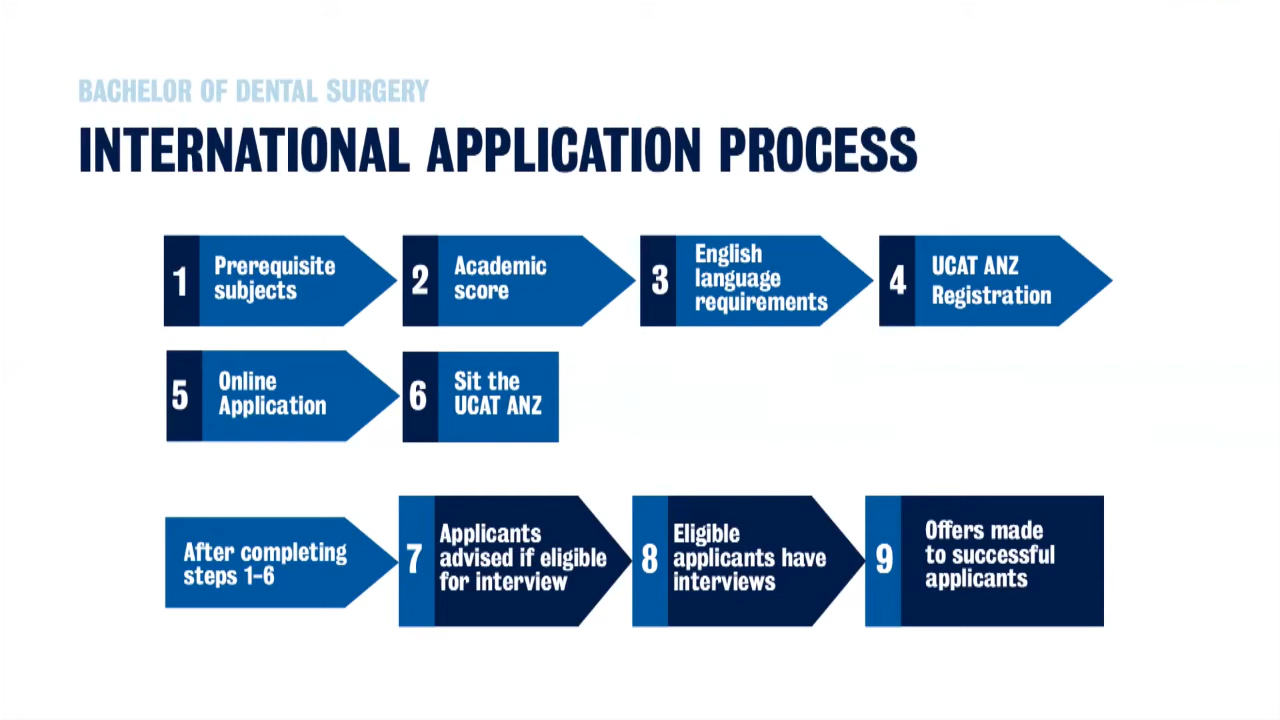 BACHELOR OF DENTAL SURGERY
INTERNATIONAL APPLICATION PROCESS
1
Prerequisite
subjects
2
Academic
score
3
English
language
requirements
4
UCAT ANZ
Registration
5
Online
Application
6
Sit the
UCAT ANZ
After completing
steps 1–6
7
Applicants
advised if eligible
for interview
8
Eligible
applicants have
interviews
9
Offers made
to successful
applicants